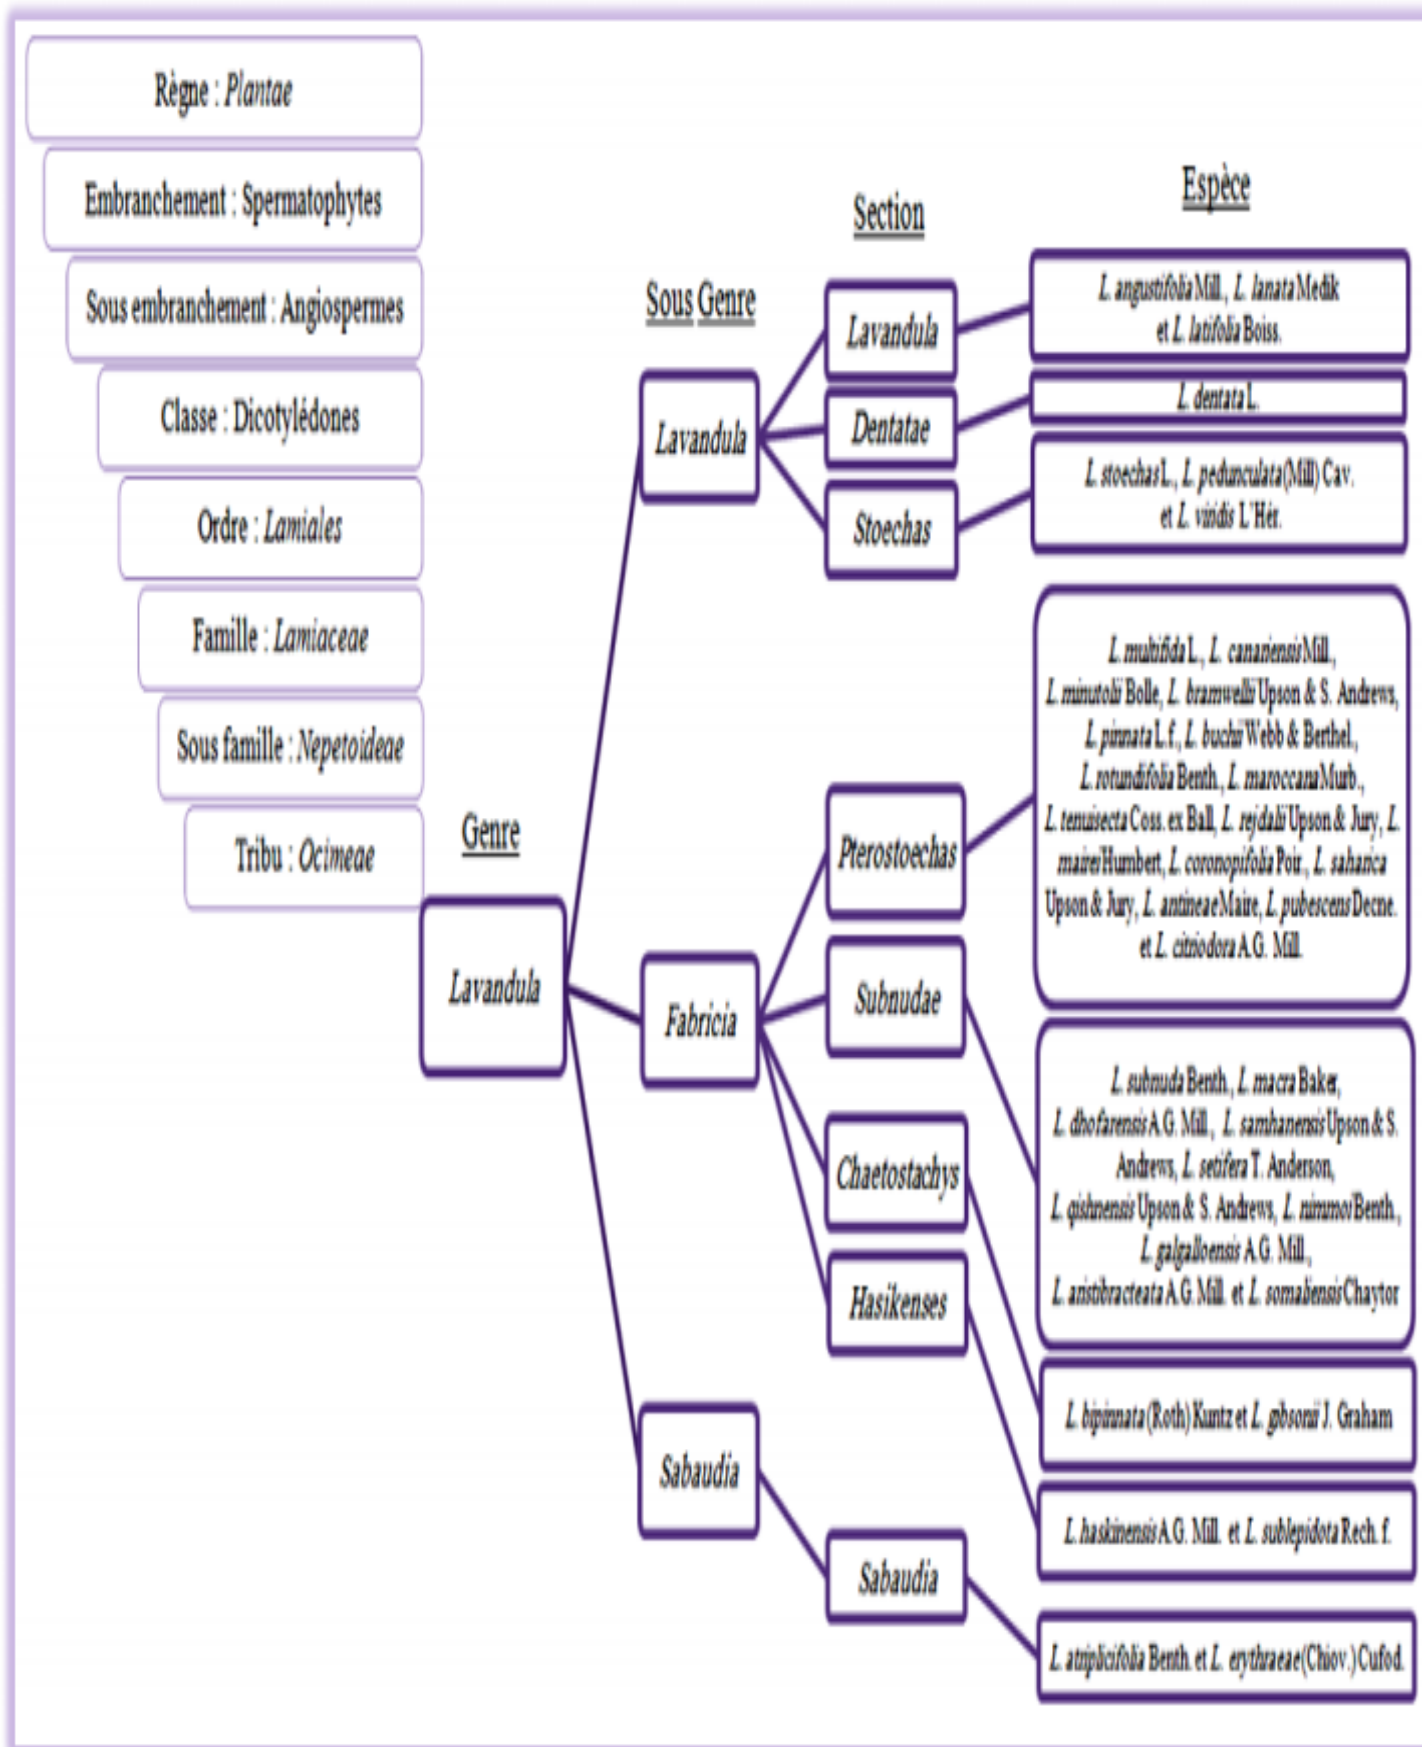 Règne : Plantae
Embranchement : Spermatophytes
Sous embranchement : Angiospermes
Classe : Dicotylédones
Ordre : Lamiales
Famille : Lamiaceae
Sous famille : Nepetoideae
Tribu : Ocimeae
Genre
Lavandula
Sous Genre
Lavandula
Fabricia
Sabaudia
Section
Lavandula
Dentatae
Stoechas
Pterostoechas
Subnudae
Chaetostachys
Hasikenses
Sabaudia
Espèce
L. angustifolia Mill., L. lanata Medik
et L. latifolia Boiss.
L. dentata L.
L. stoechas L., L. pedunculata (Mill) Cav.
et L. viridis L'Hér.
L. multifida L., L. canariensis Mill.,
L. minutolii Bolle, L. bramwellii Upson & S. Andrews,
L. pinnata L.f., L. buchii Webb & Berthel.,
L. rotundifolia Benth., L. maroccana Murb.,
L. tenuisecta Coss. ex Ball, L. rejdalii Upson & Jury, L.
mairei Humbert, L. coronopifolia Poir., L. saharica
Upson & Jury, L. antineae Maire, L. pubescens Decne.
et L. citriodora A.G. Mill.
L. subnuda Benth., L. macra Baker,
L. dhofarensis A.G. Mill., L. samhanensis Upson & S.
Andrews, L. setifera T. Anderson,
L. qishnensis Upson & S. Andrews, L. nimmoi Benth.,
L. galgalloensis A.G. Mill.,
L. aristibracteata A.G. Mill. et L. somaliensis Chaytor
L. bipinnata (Roth) Kuntz et L. gibsonii J. Graham
L. haskinensis A.G. Mill. et L. sublepidota Rech. f.
L. atriplicifolia Benth. et L. erythraeae (Chiov.) Cufod.